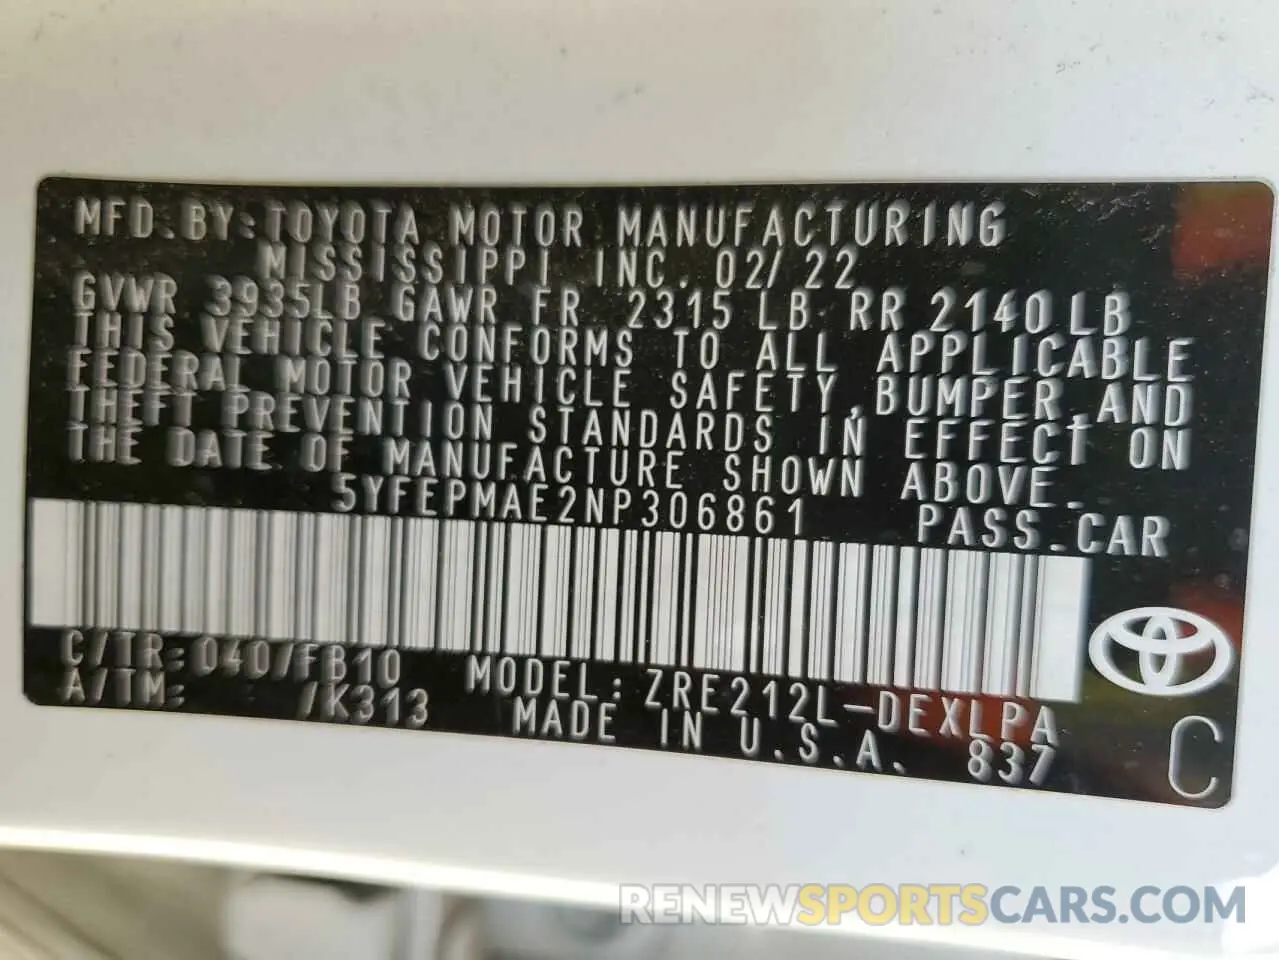 MFD.BY:TOYOTA MOTOR MANUFACTURING
MISSISSIPPI INC. 02/22
GVWR 3935LB GAWR FR 2315LB RR 2140LB
THIS VEHICLE CONFORMS TO ALL APPLICABLE
FEDERAL MOTOR VEHICLE SAFETY,BUMPER,AND
THEFT PREVENTION STANDARDS IN EFFECT ON
THE DATE OF MANUFACTURE SHOWN ABOVE.
5YFEPMAE2NP306861 PASS.CAR
C/TR:040/FB10 MODEL:ZRE212L-DEXLPA
A/TM: /K313 MADE IN U.S.A. 837
C
RENEWSPORTSCARS.COM